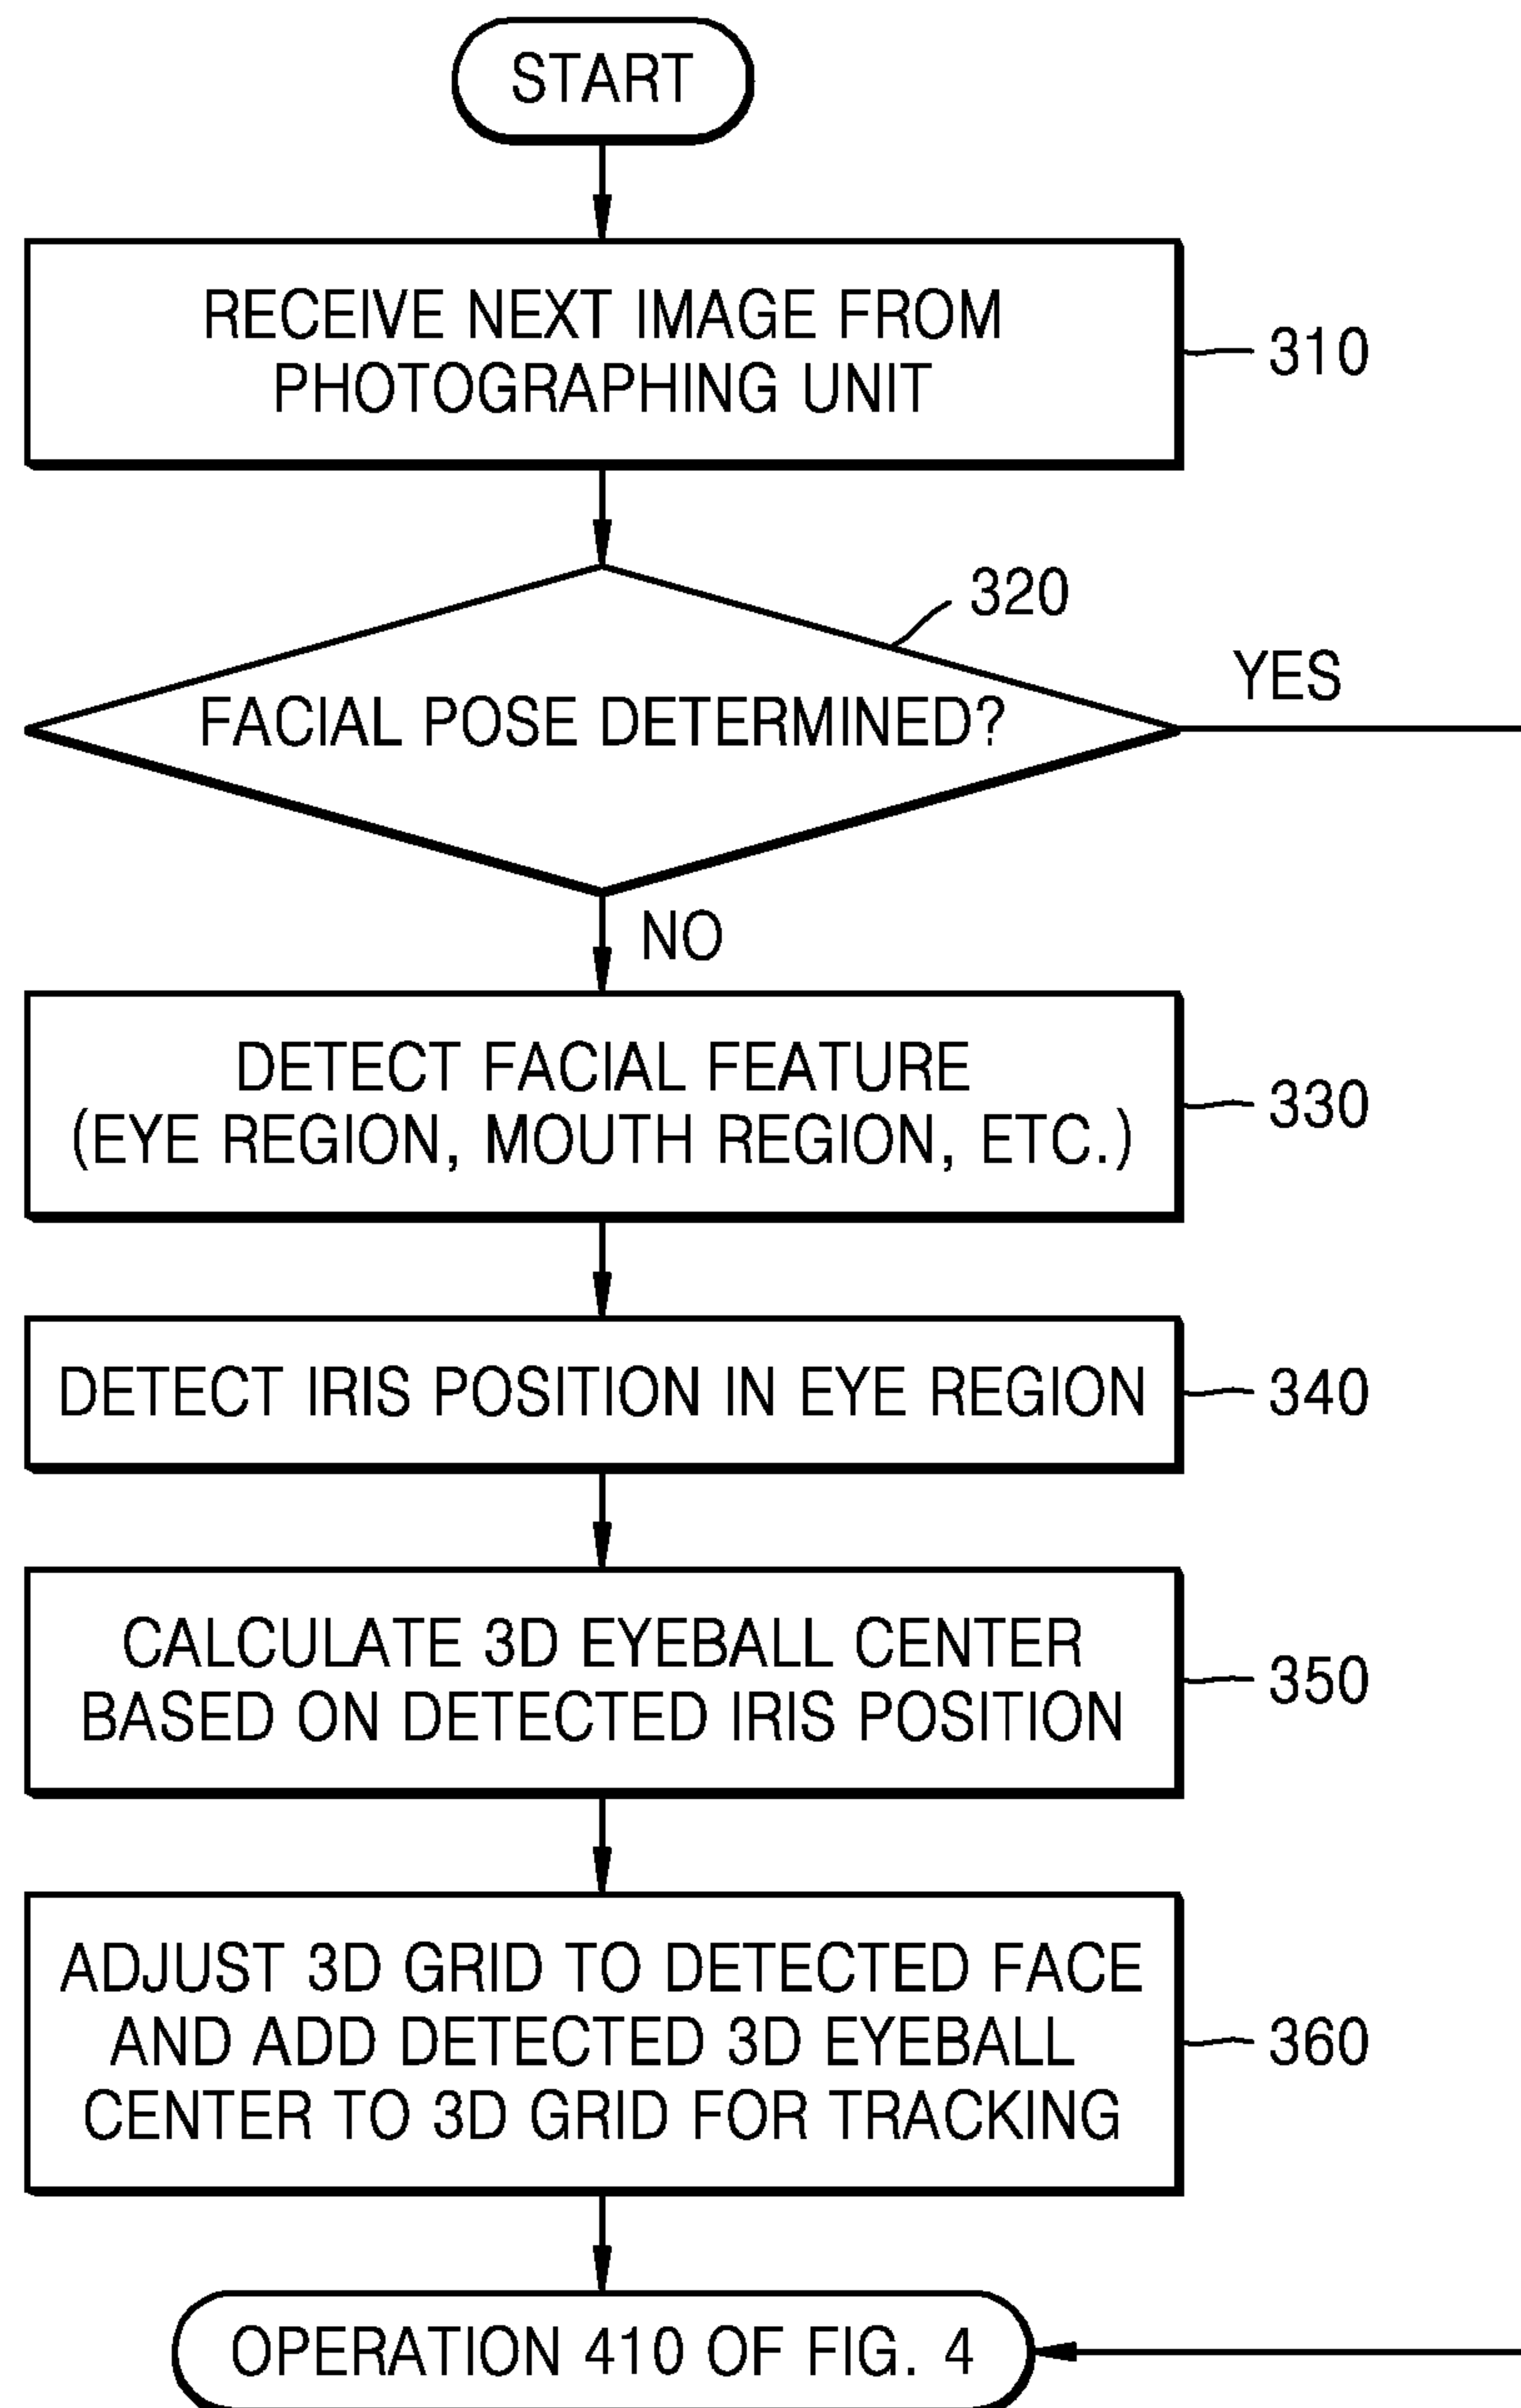 START
RECEIVE NEXT IMAGE FROM
PHOTOGRAPHING UNIT
310
320
FACIAL POSE DETERMINED?
YES
NO
DETECT FACIAL FEATURE
(EYE REGION, MOUTH REGION, ETC.)
330
DETECT IRIS POSITION IN EYE REGION
340
CALCULATE 3D EYEBALL CENTER
BASED ON DETECTED IRIS POSITION
350
ADJUST 3D GRID TO DETECTED FACE
AND ADD DETECTED 3D EYEBALL
CENTER TO 3D GRID FOR TRACKING
360
OPERATION 410 OF FIG. 4